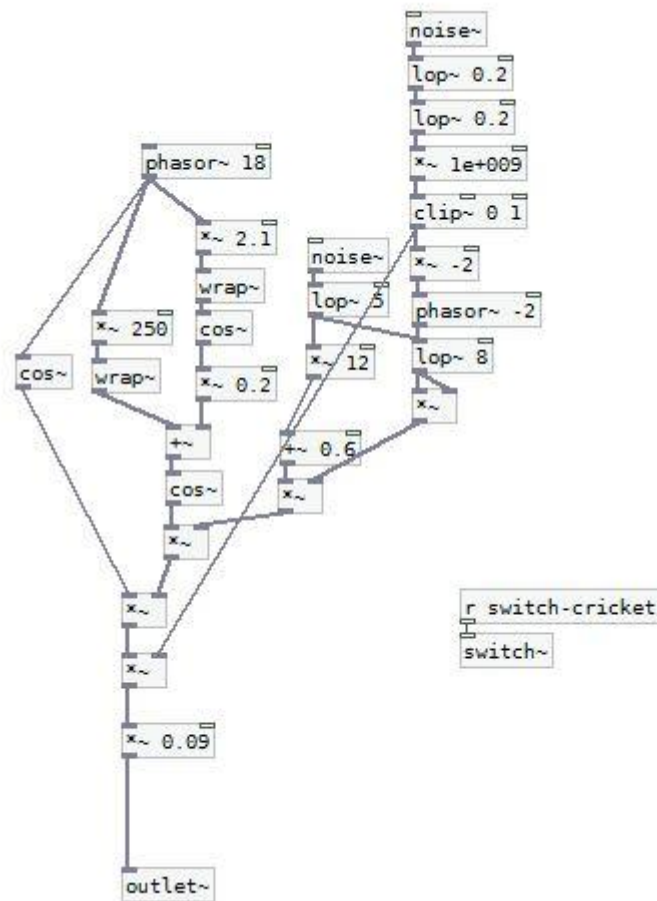 noise~
lop~ 0.2
lop~ 0.2
*~ 1e+009
clip~ 0 1
*~ -2
phasor~ -2
lop~ 8
*~
phasor~ 18
*~ 2.1
wrap~
cos~
*~ 0.2
*~ 250
wrap~
cos~
+~
cos~
*~
noise~
lop~ 5
*~ 12
+~ 0.6
*~
*~
*~
*~ 0.09
outlet~
r switch-cricket
switch~